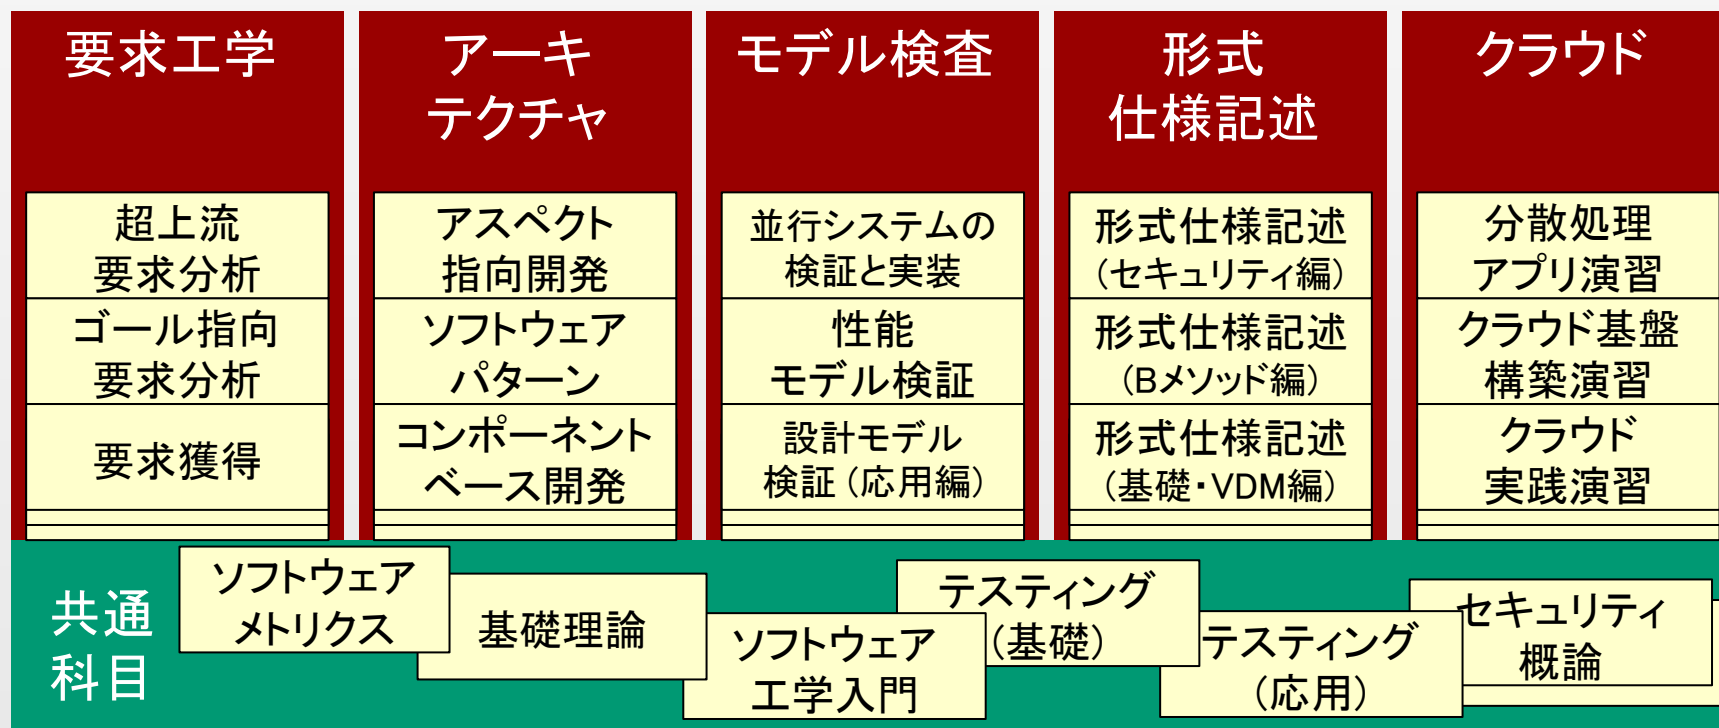 要求工学
超上流
要求分析
ゴール指向
要求分析
要求獲得
アーキ
テクチャ
アスペクト
指向開発
ソフトウェア
パターン
コンポーネント
ベース開発
モデル検査
並行システムの
検証と実装
性能
モデル検証
設計モデル
検証（応用編）
形式
仕様記述
形式仕様記述
（セキュリティ編）
形式仕様記述
（Bメソッド編）
形式仕様記述
（基礎・VDM編）
クラウド
分散処理
アプリ演習
クラウド基盤
構築演習
クラウド
実践演習
共通
科目
ソフトウェア
メトリクス
基礎理論
ソフトウェア
工学入門
テスティング
（基礎）
テスティング
（応用）
セキュリティ
概論